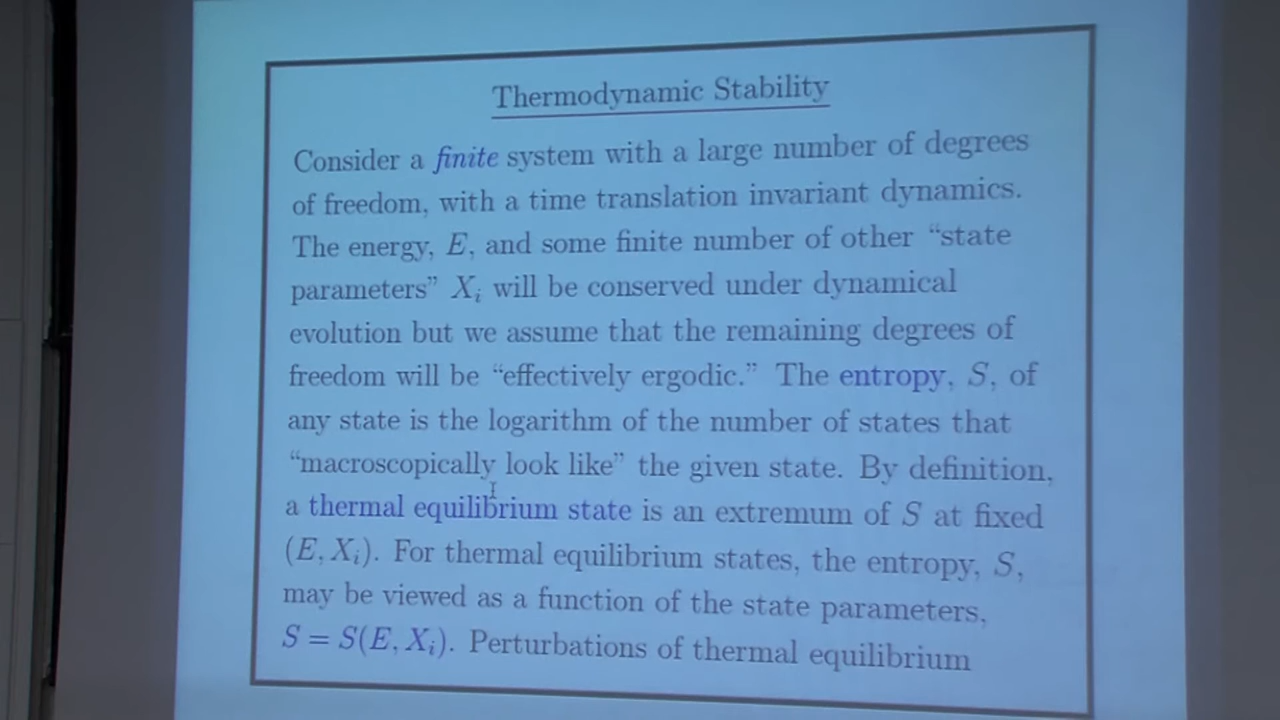 Thermodynamic Stability
Consider a finite system with a large number of degrees
of freedom, with a time translation invariant dynamics.
The energy, E, and some finite number of other “state
parameters” Xᵢ will be conserved under dynamical
evolution but we assume that the remaining degrees of
freedom will be “effectively ergodic.” The entropy, S, of
any state is the logarithm of the number of states that
“macroscopically look like” the given state. By definition,
a thermal equilibrium state is an extremum of S at fixed
(E, Xᵢ). For thermal equilibrium states, the entropy, S,
may be viewed as a function of the state parameters,
S = S(E, Xᵢ). Perturbations of thermal equilibrium